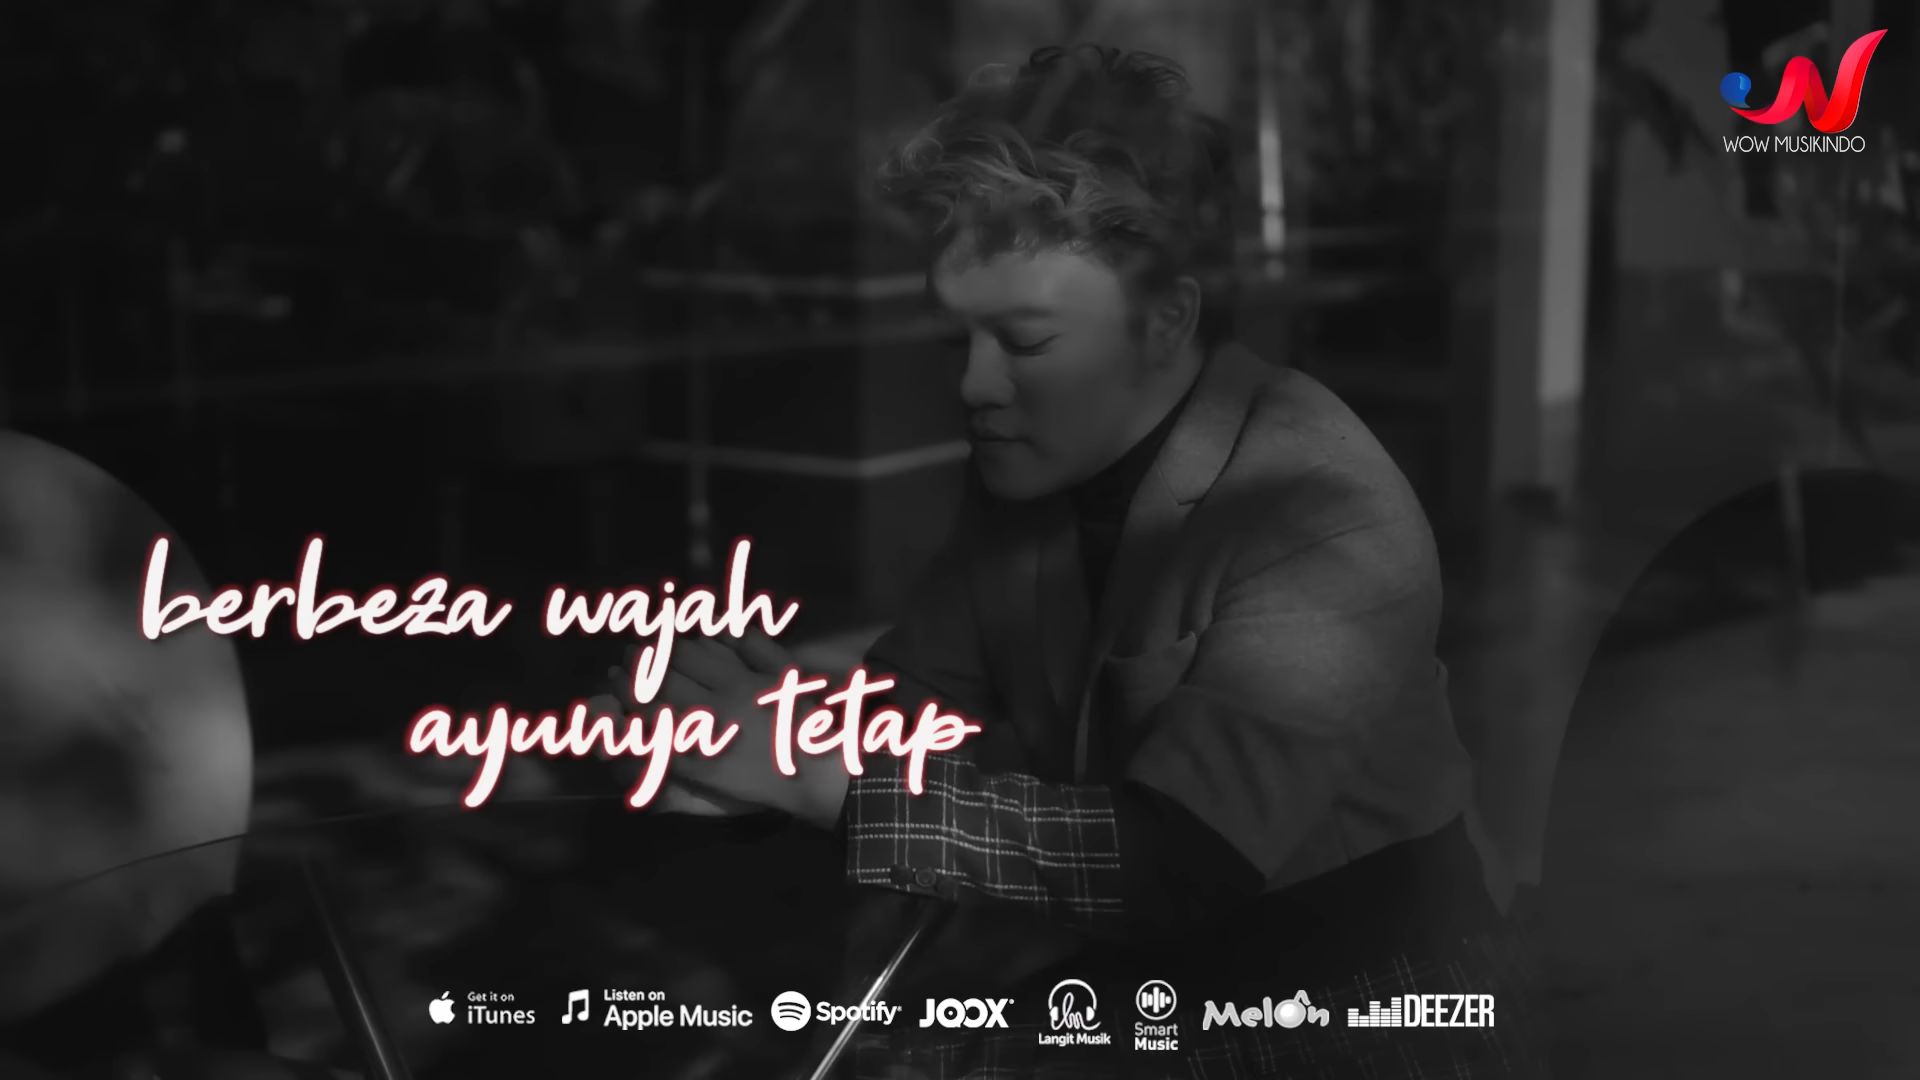 WOW MUSIKINDO
berbeza wajah
ayunya tetap
Get it on
iTunes
Listen on
Apple Music
Spotify
JOOX
Langit Musik
Smart
Music
Melon
DEEZER